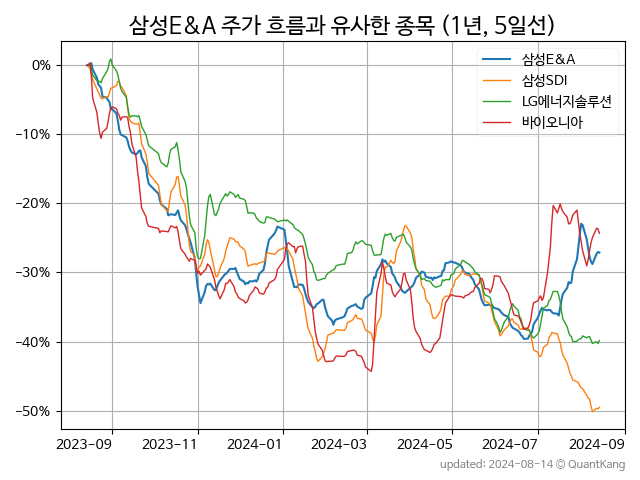 삼성E&A 주가 흐름과 유사한 종목 (1년, 5일선)
삼성E&A
삼성SDI
LG에너지솔루션
바이오니아
0%
-10%
-20%
-30%
-40%
-50%
2023-09 2023-11 2024-01 2024-03 2024-05 2024-07 2024-09
updated: 2024-08-14 © QuantKang